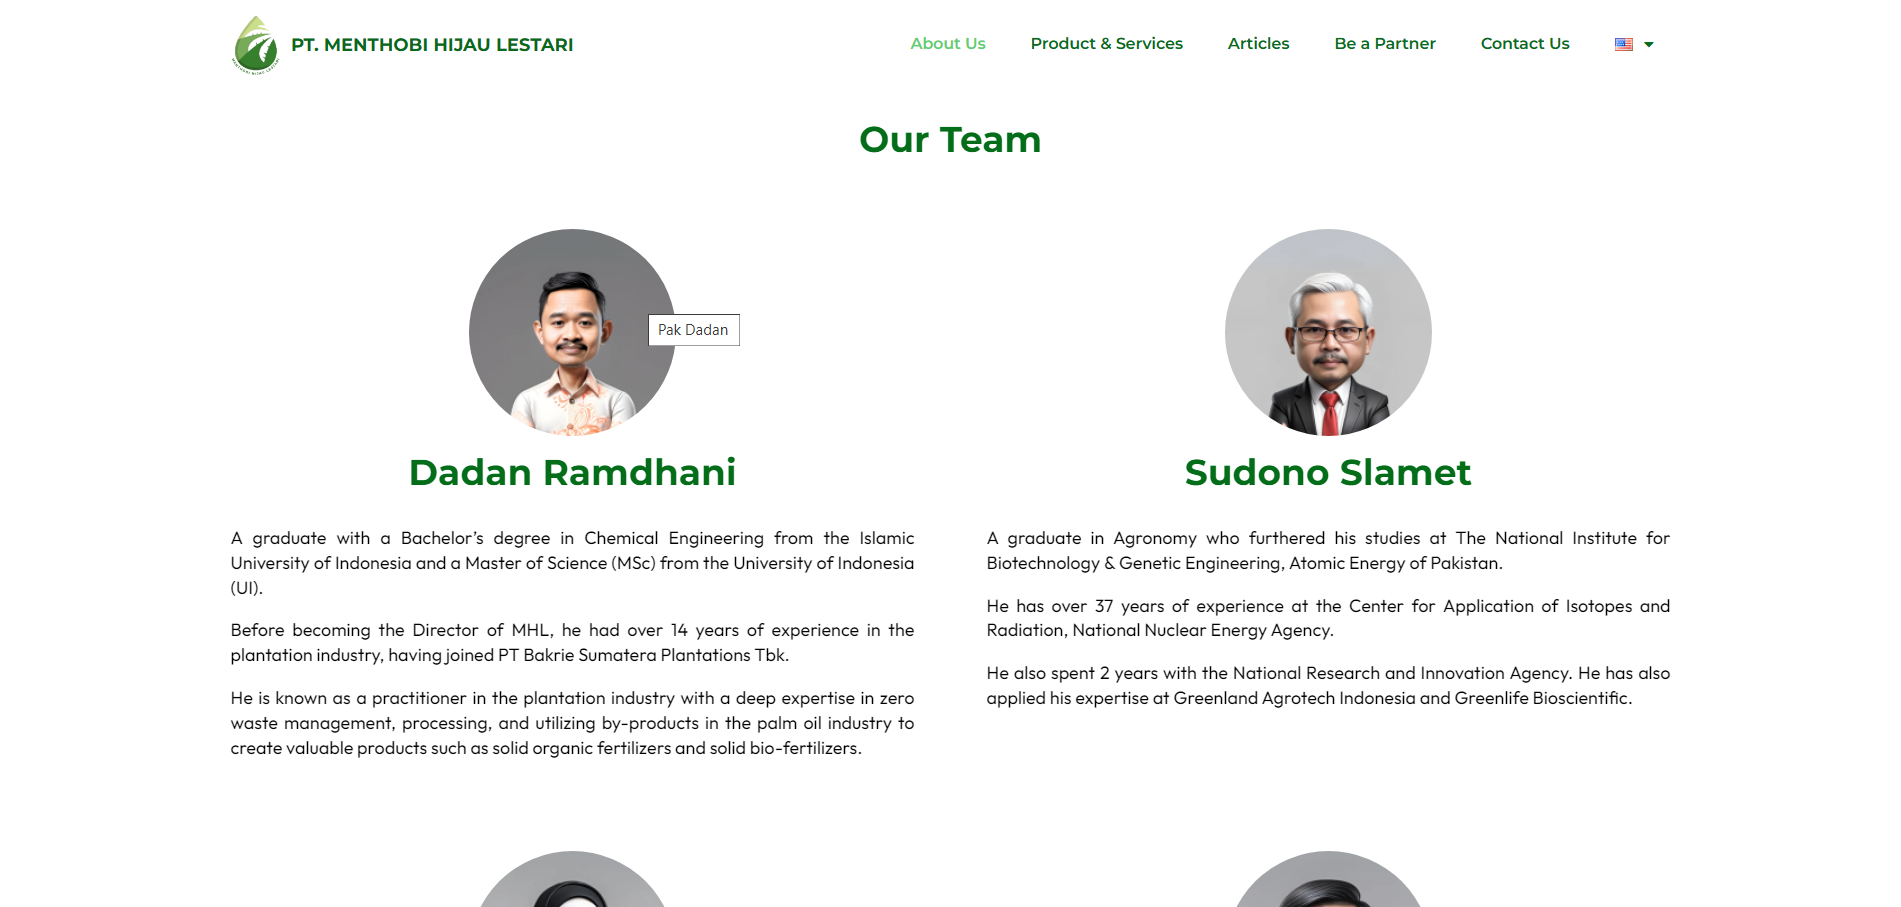 PT. MENTHOBI HIJAU LESTARI
About Us
Product & Services
Articles
Be a Partner
Contact Us
Our Team
Pak Dadan
Dadan Ramdhani
A graduate with a Bachelor’s degree in Chemical Engineering from the Islamic
University of Indonesia and a Master of Science (MSc) from the University of Indonesia
(UI).
Before becoming the Director of MHL, he had over 14 years of experience in the
plantation industry, having joined PT Bakrie Sumatera Plantations Tbk.
He is known as a practitioner in the plantation industry with a deep expertise in zero
waste management, processing, and utilizing by-products in the palm oil industry to
create valuable products such as solid organic fertilizers and solid bio-fertilizers.
Sudono Slamet
A graduate in Agronomy who furthered his studies at The National Institute for
Biotechnology & Genetic Engineering, Atomic Energy of Pakistan.
He has over 37 years of experience at the Center for Application of Isotopes and
Radiation, National Nuclear Energy Agency.
He also spent 2 years with the National Research and Innovation Agency. He has also
applied his expertise at Greenland Agrotech Indonesia and Greenlife Bioscientific.